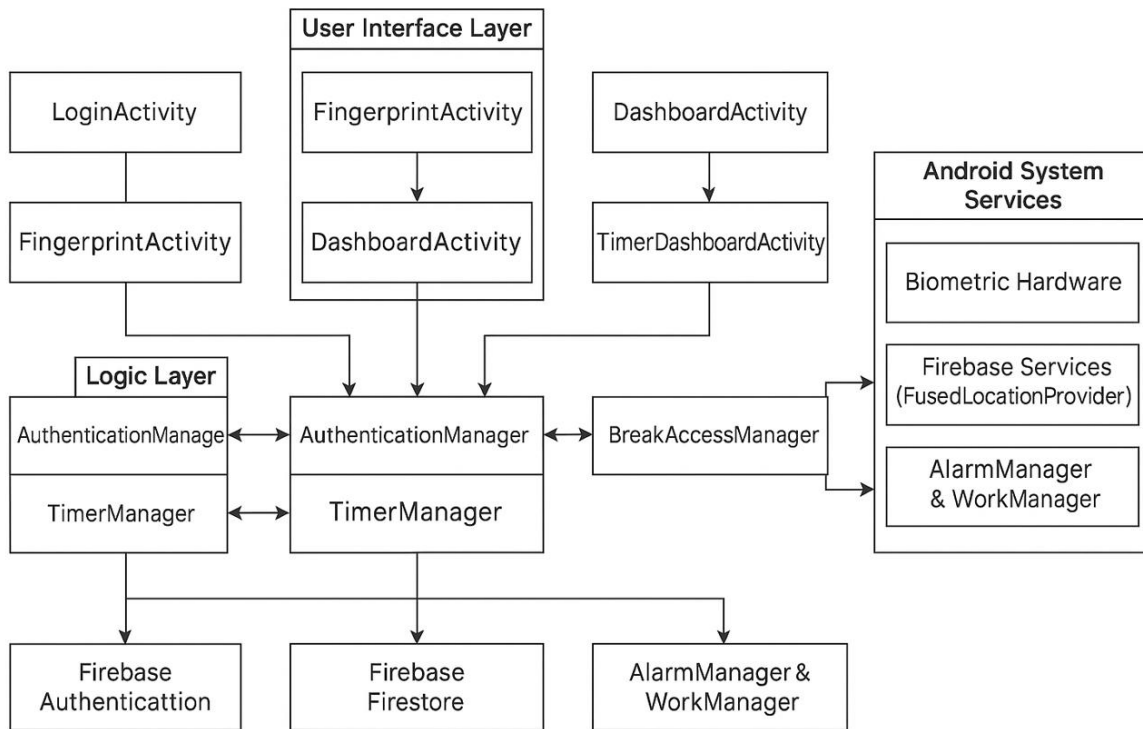 User Interface Layer
LoginActivity
FingerprintActivity
DashboardActivity
FingerprintActivity
DashboardActivity
TimerDashboardActivity
Android System
Services
Biometric Hardware
Firebase Services
(FusedLocationProvider)
AlarmManager
& WorkManager
Logic Layer
AuthenticationManage
AuthenticationManager
BreakAccessManager
TimerManager
TimerManager
Firebase
Authenticattion
Firebase
Firestore
AlarmManager &
WorkManager